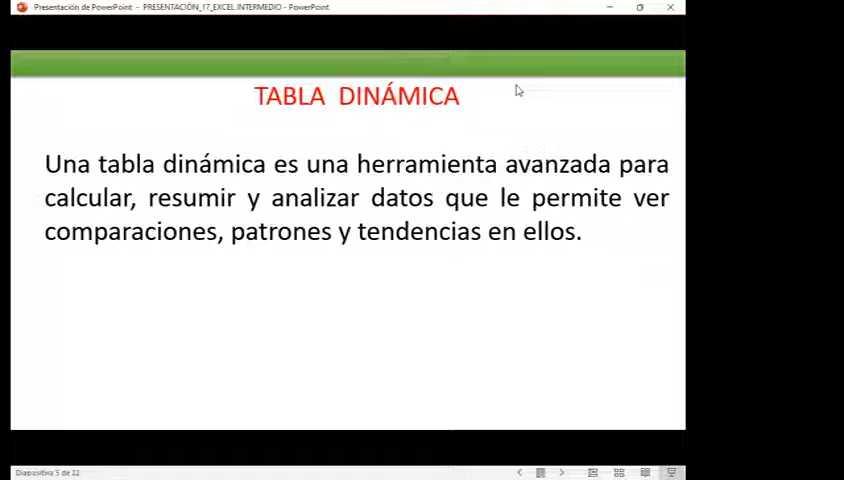 Presentación de PowerPoint - PRESENTACIÓN_17_EXCEL INTERMEDIO - PowerPoint
TABLA DINÁMICA
Una tabla dinámica es una herramienta avanzada para
calcular, resumir y analizar datos que le permite ver
comparaciones, patrones y tendencias en ellos.
Diapositiva 5 de 22